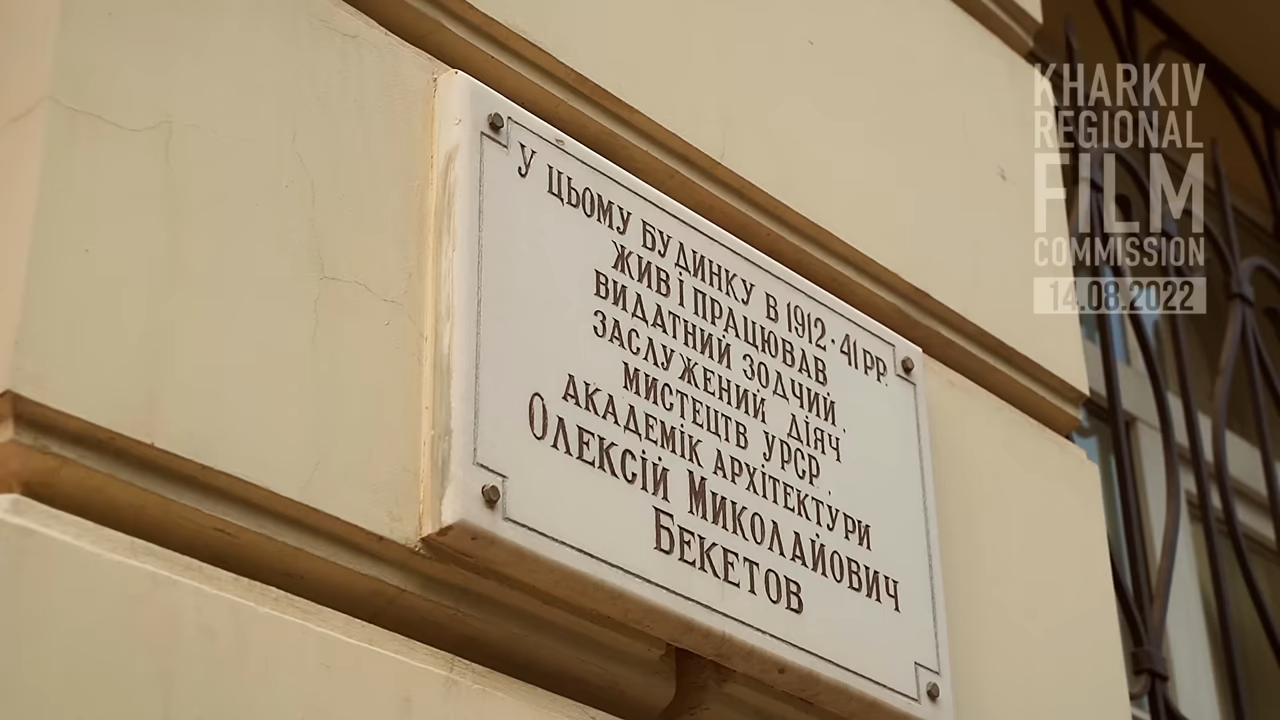 У ЦЬОМУ БУДИНКУ В 1912·41 РР.
ЖИВ І ПРАЦЮВАВ
ВИДАТНИЙ ЗОДЧИЙ
ЗАСЛУЖЕНИЙ ДІЯЧ
МИСТЕЦТВ УРСР
АКАДЕМІК АРХІТЕКТУРИ
ОЛЕКСІЙ МИКОЛАЙОВИЧ
БЕКЕТОВ
KHARKIV
REGIONAL
FILM
COMMISSION
14.08.2022